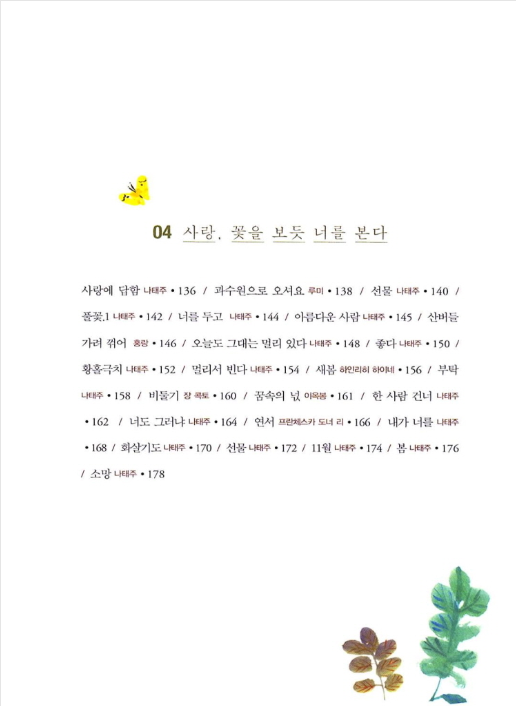 04 사랑, 꽃을 보듯 너를 본다
사랑에 답함 나태주 • 136 / 과수원으로 오셔요 루미 • 138 / 선물 나태주 • 140 /
풀꽃.1 나태주 • 142 / 너를 두고 나태주 • 144 / 아름다운 사람 나태주 • 145 / 산버들
가려 꺾어 홍랑 • 146 / 오늘도 그대는 멀리 있다 나태주 • 148 / 좋다 나태주 • 150 /
황홀극치 나태주 • 152 / 멀리서 빈다 나태주 • 154 / 새봄 하인리히 하이네 • 156 / 부탁
나태주 • 158 / 비둘기 장 콕토 • 160 / 꿈속의 넋 이옥봉 • 161 / 한 사람 건너 나태주
• 162 / 너도 그러냐 나태주 • 164 / 연서 프란체스카 도너 리 • 166 / 내가 너를 나태주
• 168 / 화살기도 나태주 • 170 / 선물 나태주 • 172 / 11월 나태주 • 174 / 봄 나태주 • 176
/ 소망 나태주 • 178